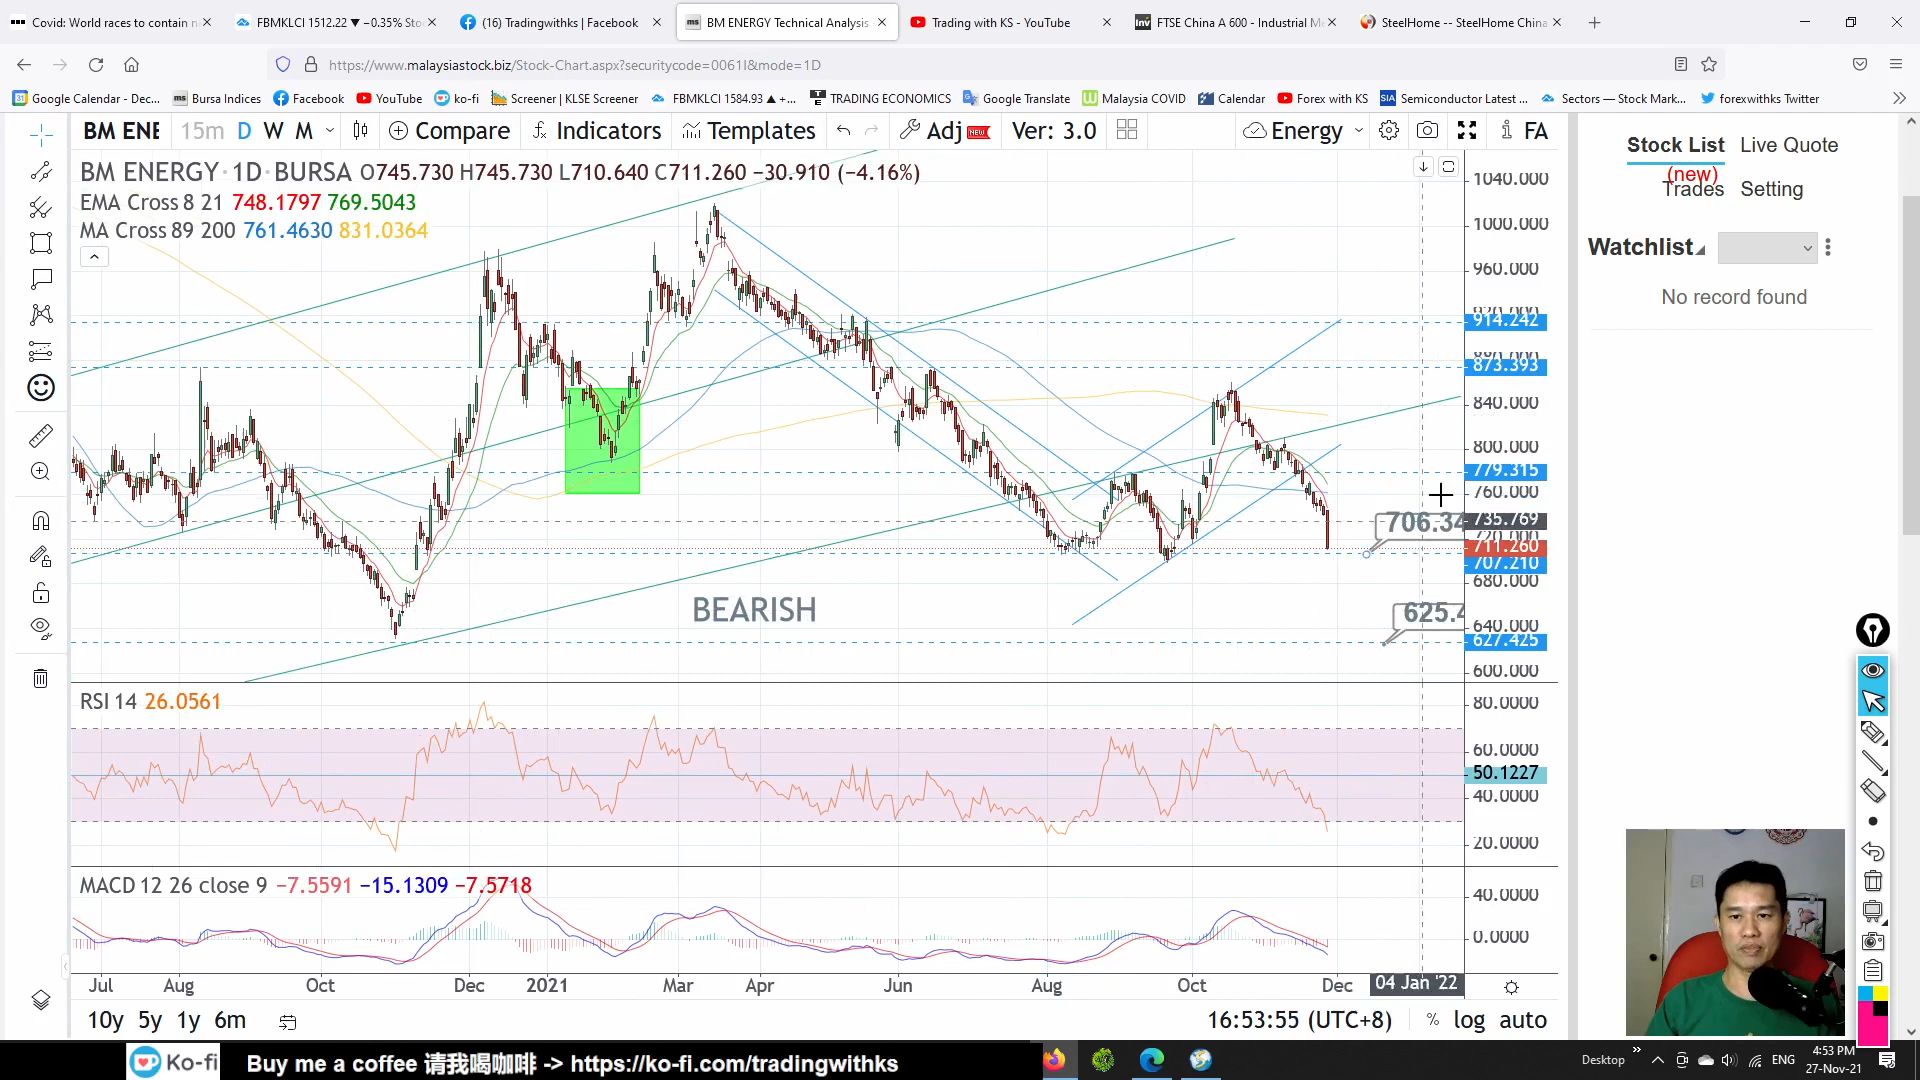 Covid: World races to contain n
FBMKLCI 1512.22 ▼ −0.35% Sto
(16) Tradingwithks | Facebook
BM ENERGY Technical Analysis
Trading with KS - YouTube
FTSE China A 600 - Industrial Me
SteelHome -- SteelHome China
https://www.malaysiastock.biz/Stock-Chart.aspx?securitycode=0061I&mode=1D
Google Calendar - Dec...
Bursa Indices
Facebook
YouTube
ko-fi
Screener | KLSE Screener
FBMKLCI 1584.93 ▲ +...
TRADING ECONOMICS
Google Translate
Malaysia COVID
Calendar
Forex with KS
Semiconductor Latest ...
Sectors — Stock Mark...
forexwithks Twitter
BM ENE 15m D W M Compare Indicators Templates Adj NEW Ver: 3.0 Energy FA
BM ENERGY · 1D · BURSA O745.730 H745.730 L710.640 C711.260 −30.910 (−4.16%)
EMA Cross 8 21 748.1797 769.5043
MA Cross 89 200 761.4630 831.0364
1040.000
1000.000
960.000
920.000
914.242
880.000
873.393
840.000
800.000
779.315
760.000
706.34
735.769
720.000
711.260
707.210
680.000
BEARISH
625.4
640.000
627.425
600.000
RSI 14 26.0561
80.0000
60.0000
50.1227
40.0000
20.0000
MACD 12 26 close 9 −7.5591 −15.1309 −7.5718
40.0000
0.0000
Jul Aug Oct Dec 2021 Mar Apr Jun Aug Oct Dec 04 Jan '22
10y 5y 1y 6m 16:53:55 (UTC+8) % log auto
Stock List Live Quote
(new)
Trades Setting
Watchlist
No record found
Ko-fi Buy me a coffee 请我喝咖啡 -> https://ko-fi.com/tradingwithks
Desktop ENG 4:53 PM
27-Nov-21